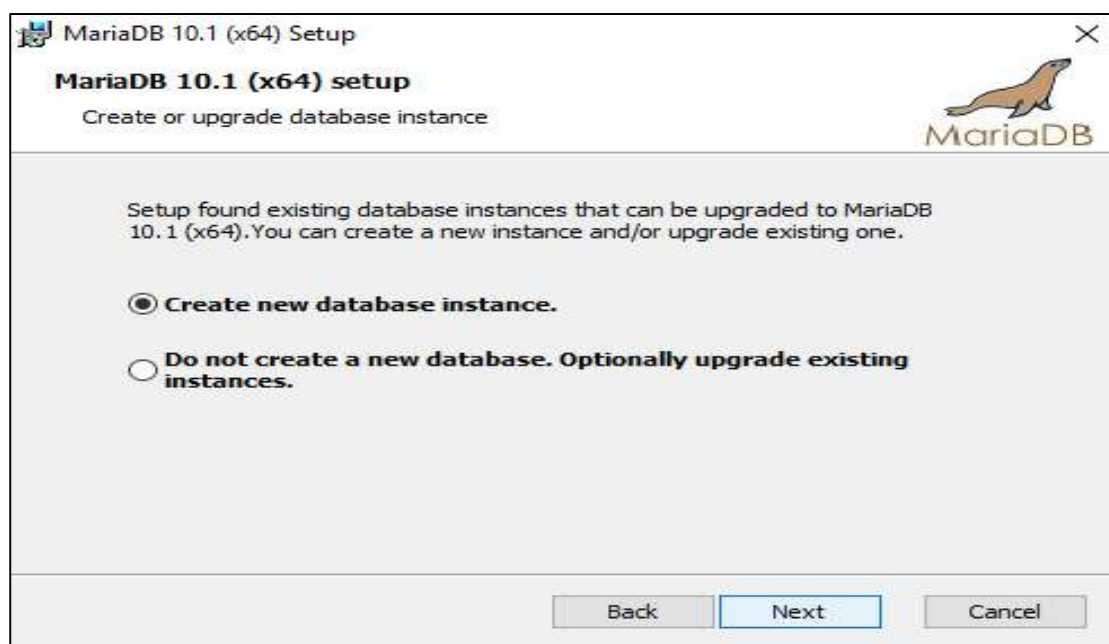 MariaDB 10.1 (x64) Setup
MariaDB 10.1 (x64) setup
Create or upgrade database instance
MariaDB
Setup found existing database instances that can be upgraded to MariaDB
10.1 (x64).You can create a new instance and/or upgrade existing one.
Create new database instance.
Do not create a new database. Optionally upgrade existing
instances.
Back
Next
Cancel